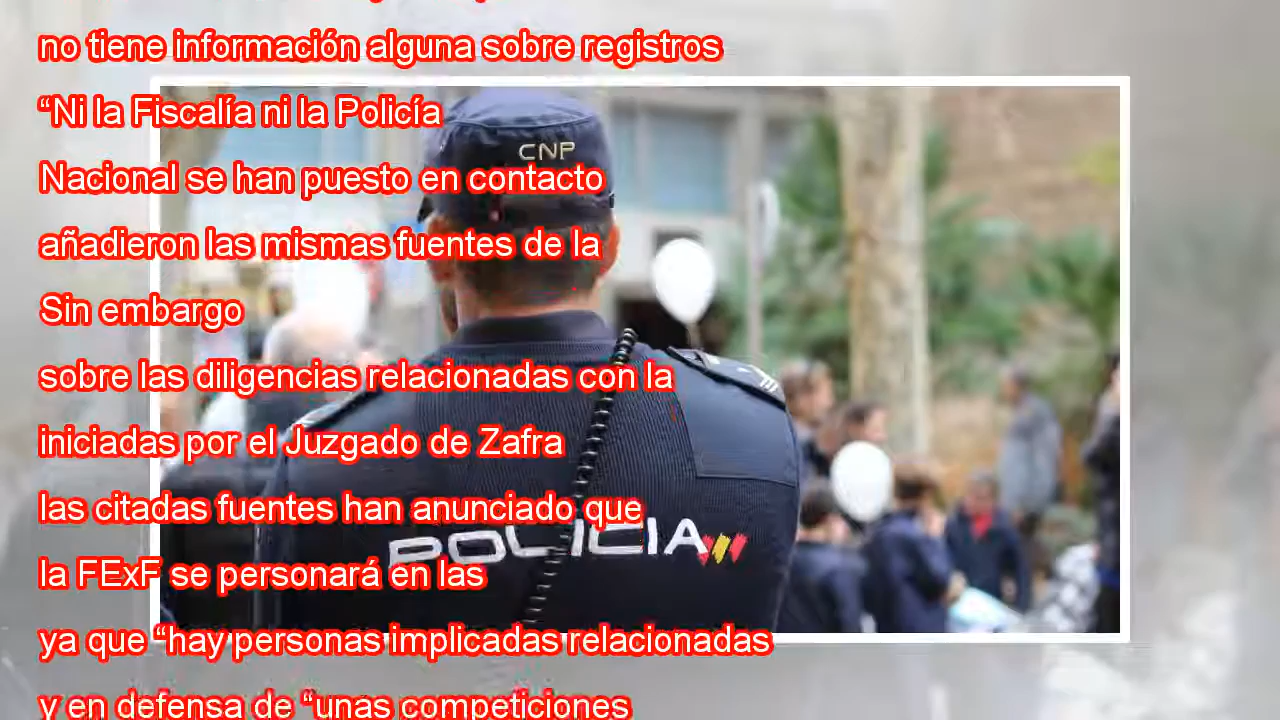 no tiene información alguna sobre registros
“Ni la Fiscalía ni la Policía
CNP
Nacional se han puesto en contacto
añadieron las mismas fuentes de la
Sin embargo
sobre las diligencias relacionadas con la
iniciadas por el Juzgado de Zafra
las citadas fuentes han anunciado que
POLICIA
la FExF se personará en las
ya que “hay personas implicadas relacionadas
y en defensa de “unas competiciones